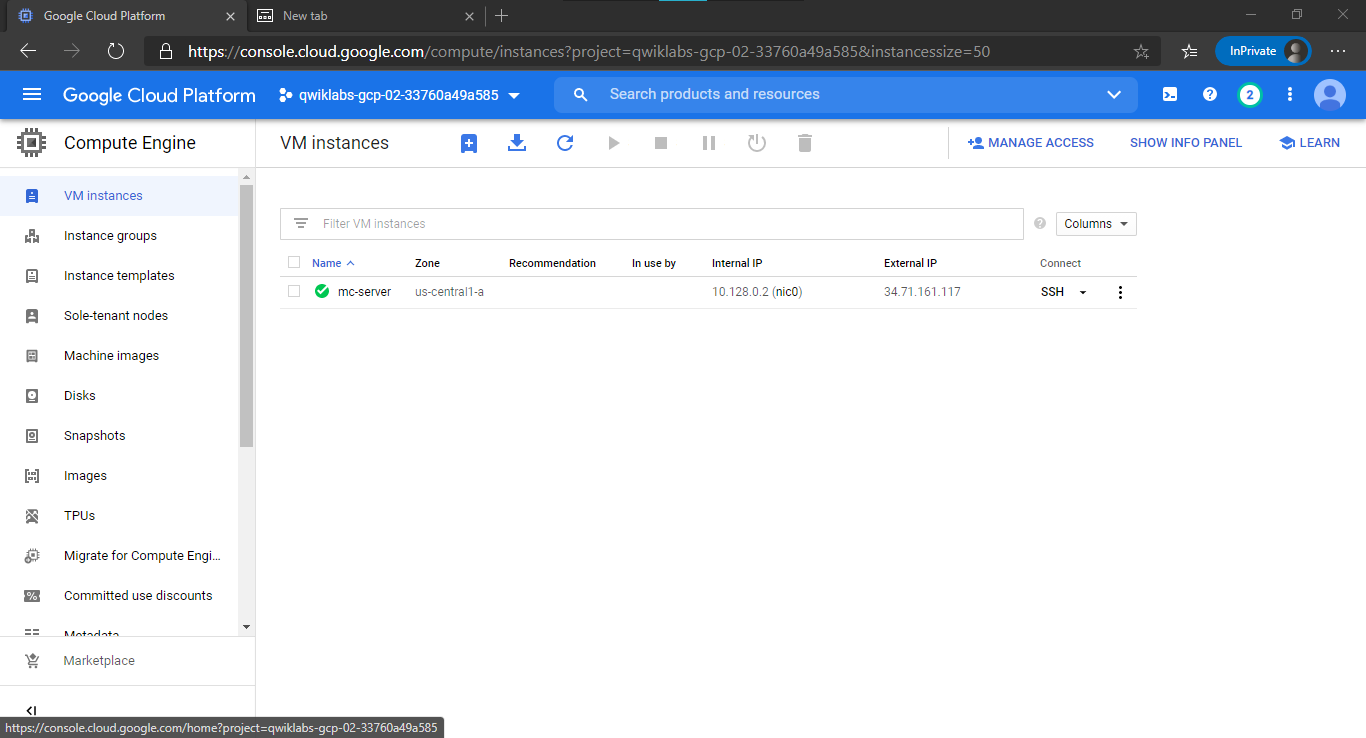 Google Cloud Platform
New tab
https://console.cloud.google.com/compute/instances?project=qwiklabs-gcp-02-33760a49a585&instancessize=50
InPrivate
Google Cloud Platform
qwiklabs-gcp-02-33760a49a585
Search products and resources
2
Compute Engine
VM instances
MANAGE ACCESS
SHOW INFO PANEL
LEARN
VM instances
Instance groups
Instance templates
Sole-tenant nodes
Machine images
Disks
Snapshots
Images
TPUs
Migrate for Compute Engi...
Committed use discounts
Metadata
Marketplace
Filter VM instances
Columns
Name Zone Recommendation In use by Internal IP External IP Connect
mc-server us-central1-a 10.128.0.2 (nic0) 34.71.161.117 SSH
https://console.cloud.google.com/home?project=qwiklabs-gcp-02-33760a49a585